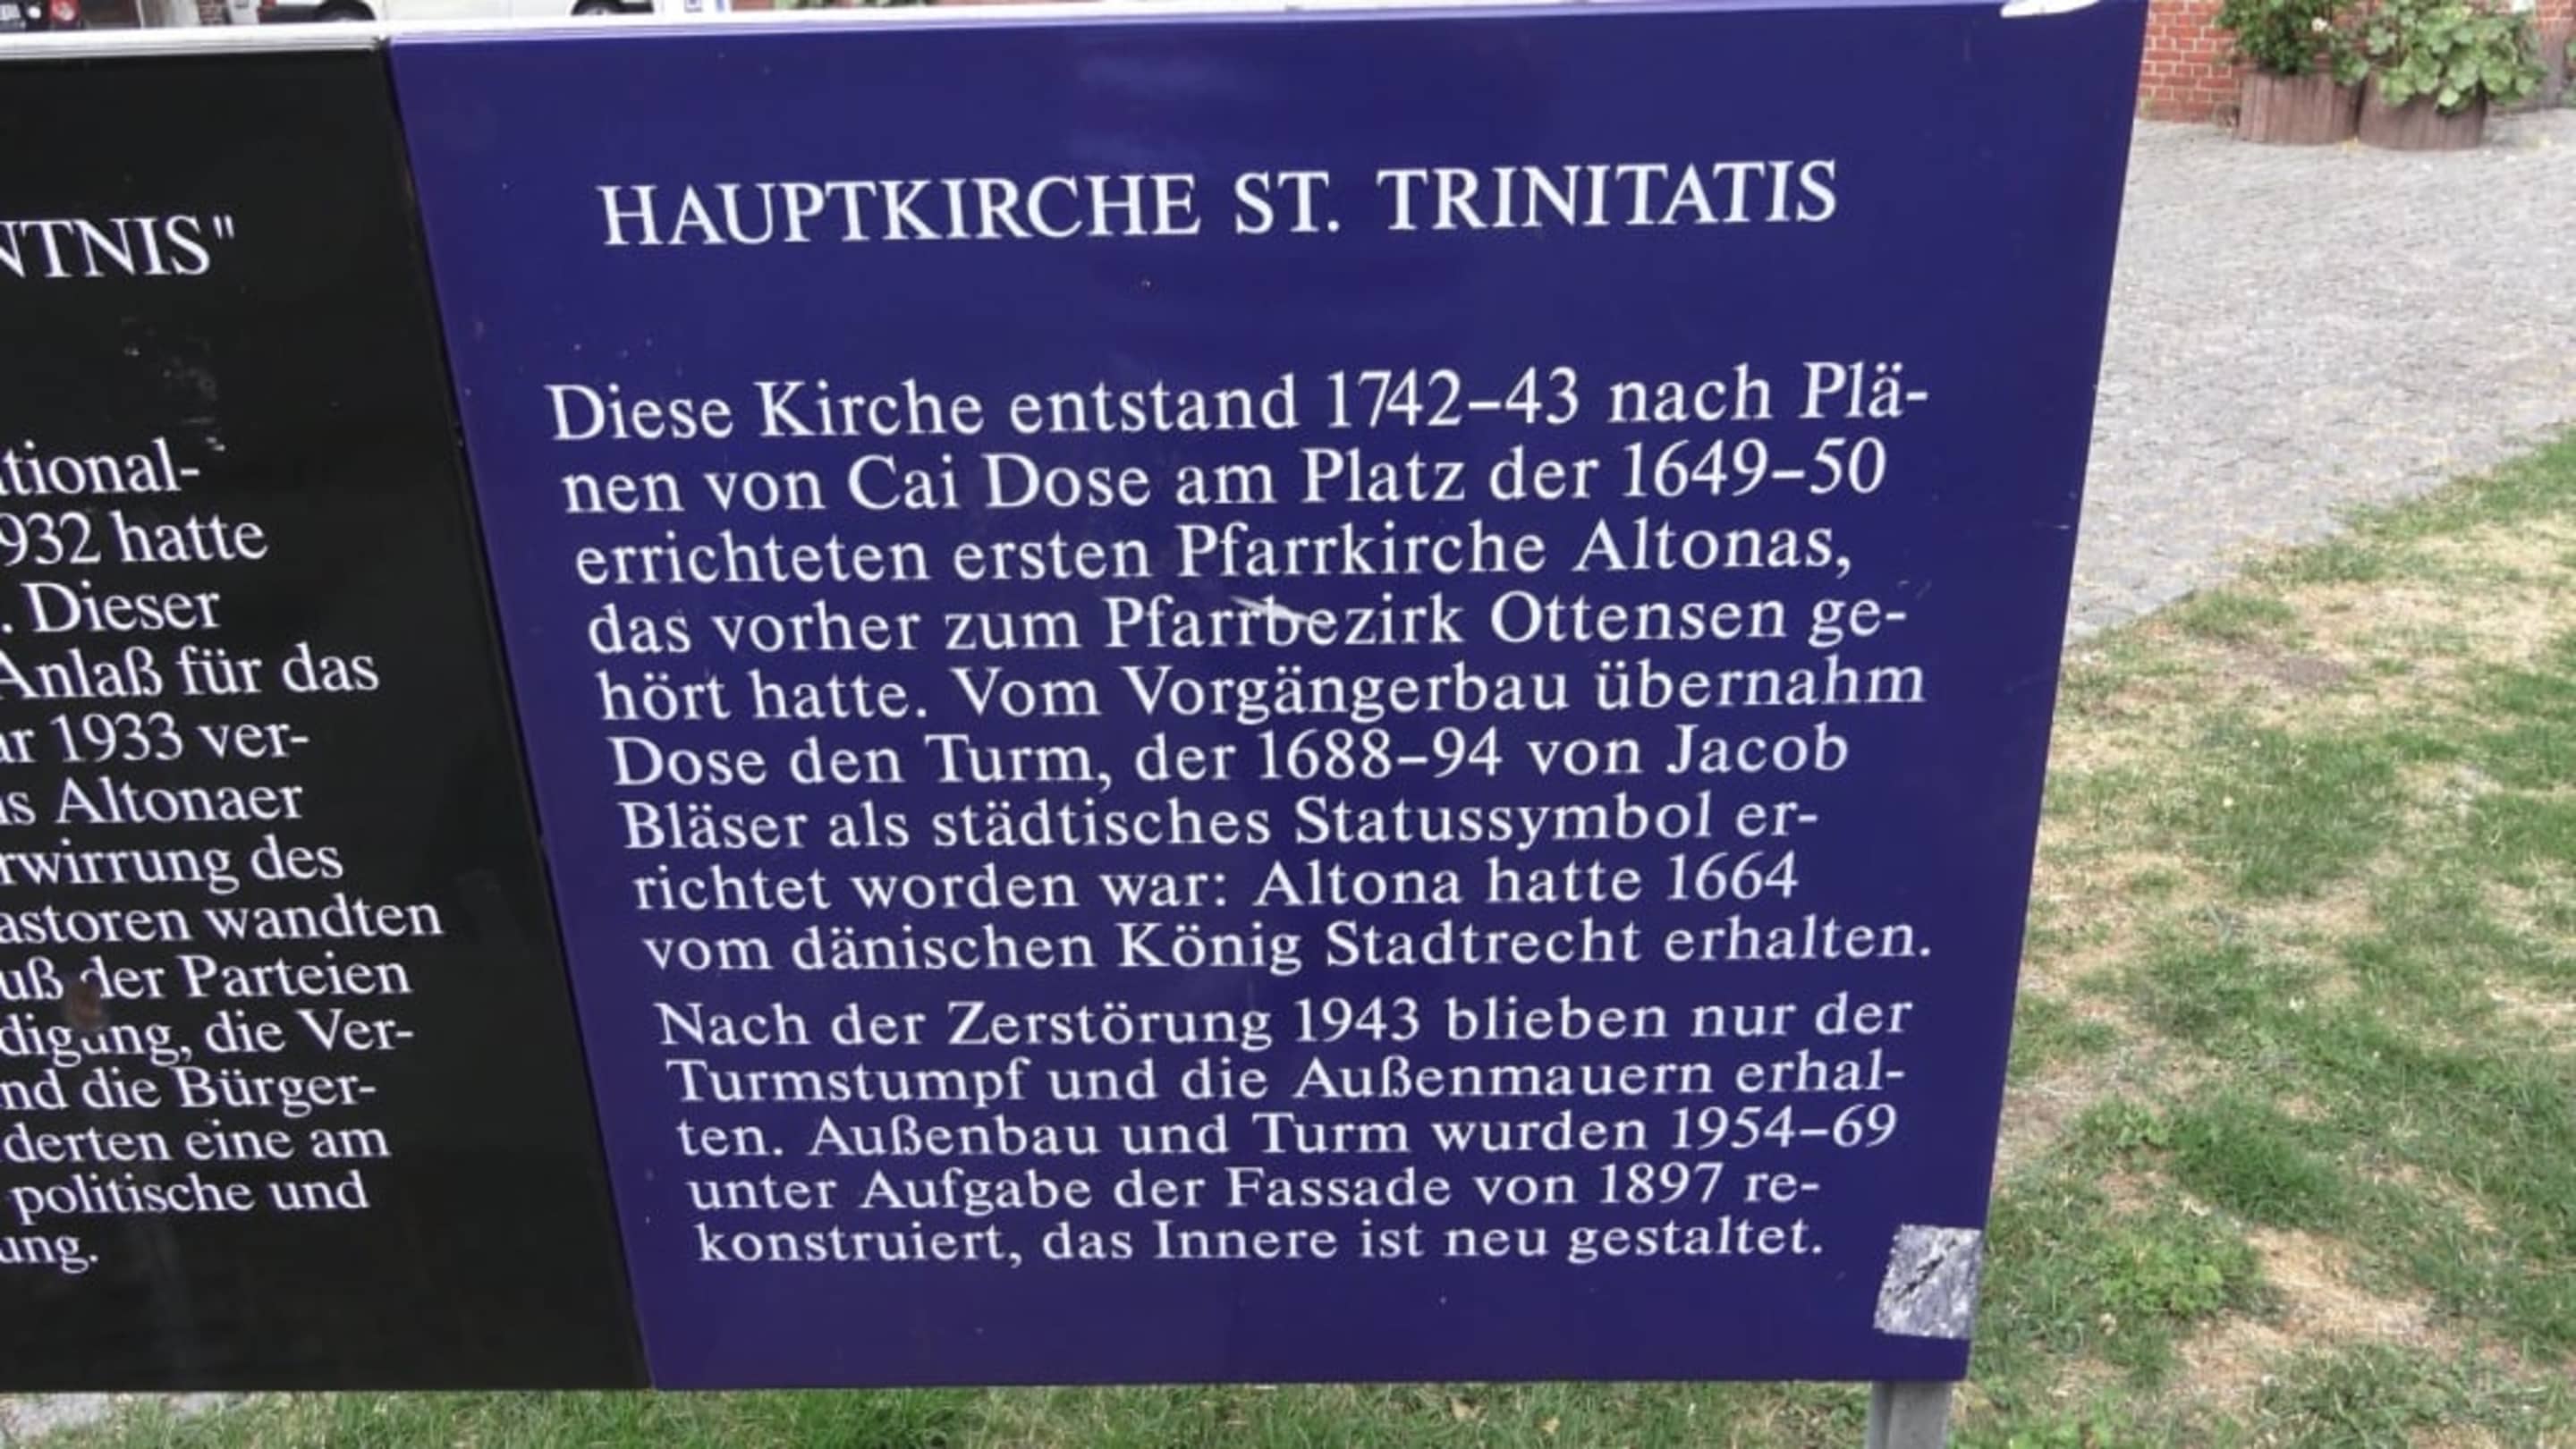 NTNIS"
tional-
932 hatte
. Dieser
Anlaß für das
ar 1933 ver-
s Altonaer
rwirrung des
astoren wandten
uß der Parteien
digung, die Ver-
nd die Bürger-
derten eine am
politische und
ung.
HAUPTKIRCHE ST. TRINITATIS
Diese Kirche entstand 1742–43 nach Plä-
nen von Cai Dose am Platz der 1649–50
errichteten ersten Pfarrkirche Altonas,
das vorher zum Pfarrbezirk Ottensen ge-
hört hatte. Vom Vorgängerbau übernahm
Dose den Turm, der 1688–94 von Jacob
Bläser als städtisches Statussymbol er-
richtet worden war: Altona hatte 1664
vom dänischen König Stadtrecht erhalten.
Nach der Zerstörung 1943 blieben nur der
Turmstumpf und die Außenmauern erhal-
ten. Außenbau und Turm wurden 1954–69
unter Aufgabe der Fassade von 1897 re-
konstruiert, das Innere ist neu gestaltet.